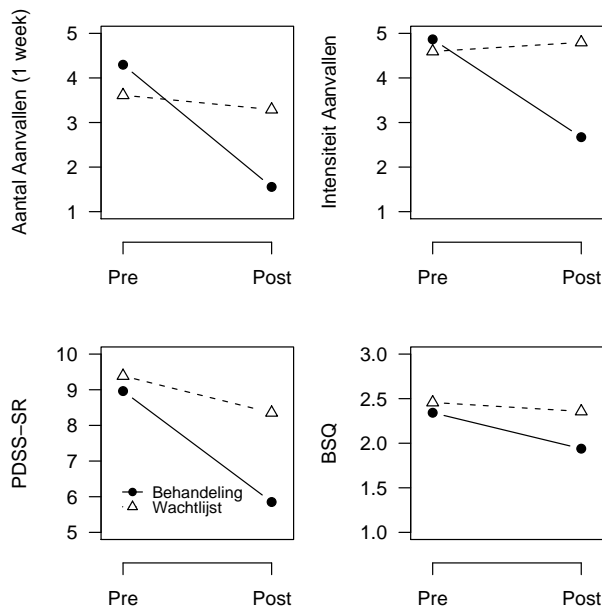 Aantal Aanvallen (1 week)
5
4
3
2
1
Pre
Post
Intensiteit Aanvallen
5
4
3
2
1
Pre
Post
PDSS−SR
10
9
8
7
6
5
Behandeling
Wachtlijst
Pre
Post
BSQ
3.0
2.5
2.0
1.5
1.0
Pre
Post